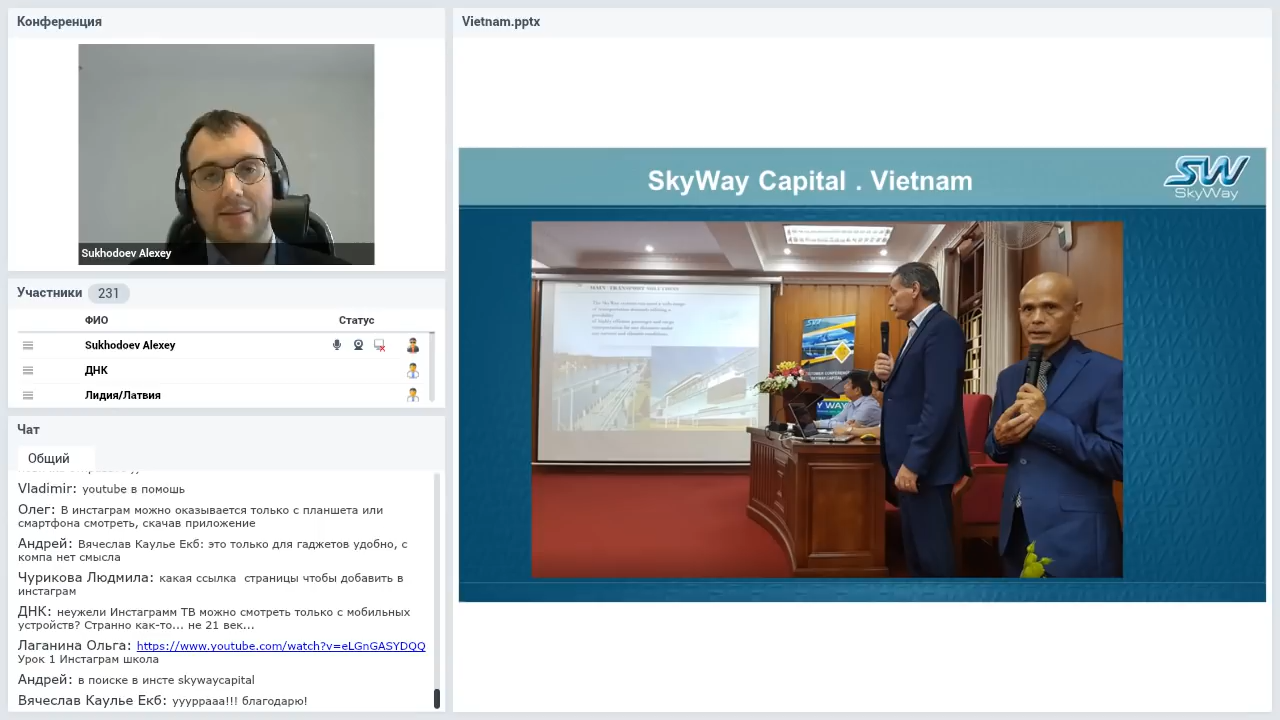 Конференция
Sukhodoev Alexey
Участники 231
ФИО Статус
Sukhodoev Alexey
ДНК
Лидия/Латвия
Чат
Общий
Vladimir: youtube в помошь
Олег: В инстаграм можно оказывается только с планшета или
смартфона смотреть, скачав приложение
Андрей: Вячеслав Каулье Екб: это только для гаджетов удобно, с
компа нет смысла
Чурикова Людмила: какая ссылка страницы чтобы добавить в
инстаграм
ДНК: неужели Инстаграмм ТВ можно смотреть только с мобильных
устройств? Странно как-то... не 21 век...
Лаганина Ольга: https://www.youtube.com/watch?v=eLGnGASYDQQ
Урок 1 Инстаграм школа
Андрей: в поиске в инсте skywaycapital
Вячеслав Каулье Екб: ууурраaa!!! благодарю!
Vietnam.pptx
SkyWay Capital . Vietnam
SW
SkyWay
TRANSPORT
The SkyWay